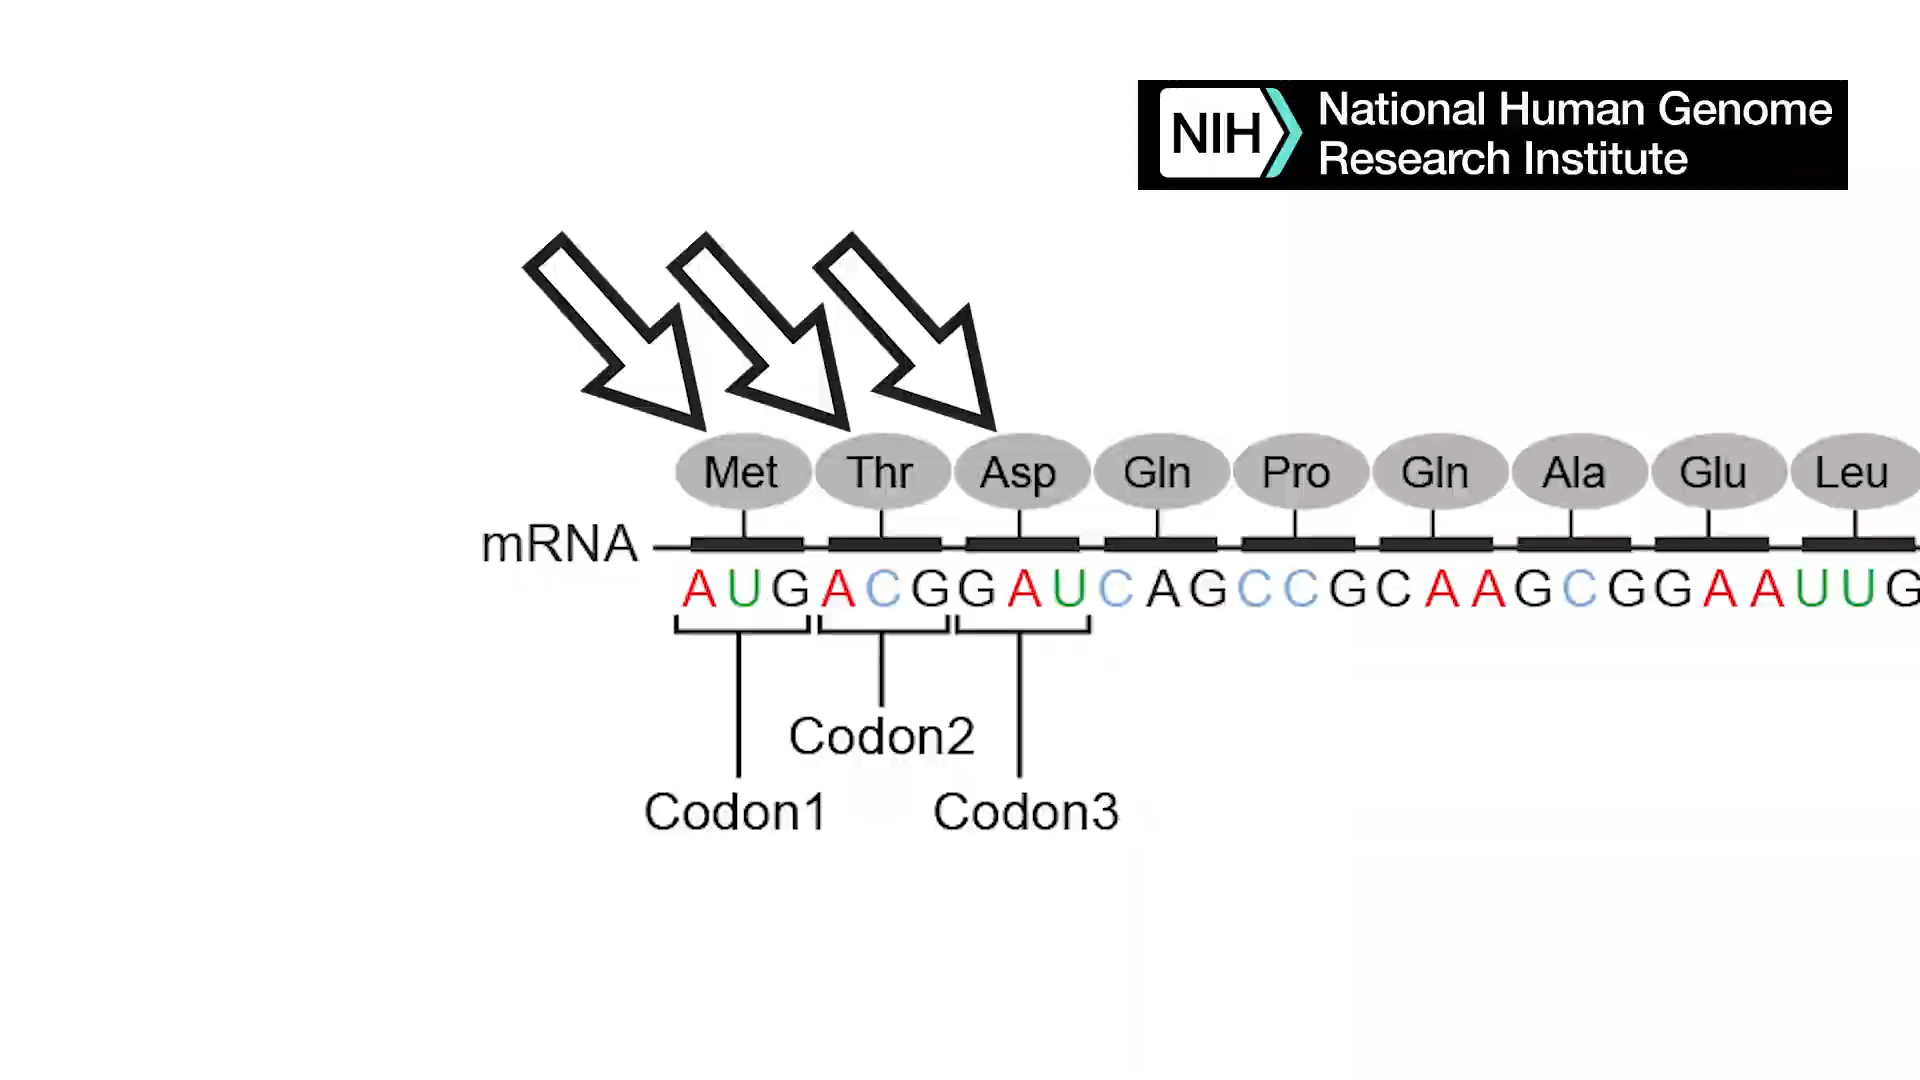 NIH National Human Genome
Research Institute
Met Thr Asp Gln Pro Gln Ala Glu Leu
mRNA
AUGACGGAUCAGCCGCAAGCGGAAUUG
Codon2
Codon1 Codon3